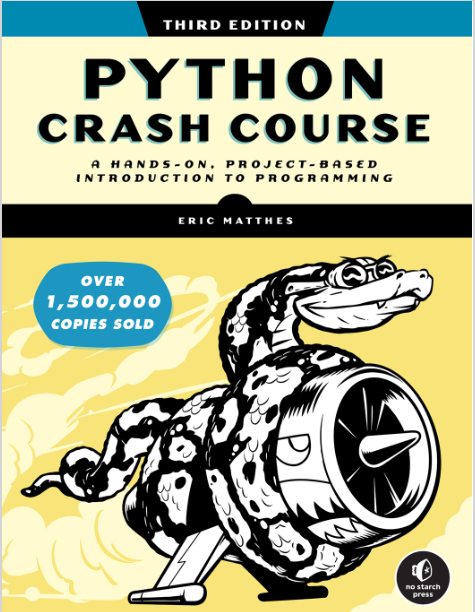 THIRD EDITION
PYTHON
CRASH COURSE
A HANDS-ON, PROJECT-BASED
INTRODUCTION TO PROGRAMMING
ERIC MATTHES
OVER
1,500,000
COPIES SOLD
no starch
press